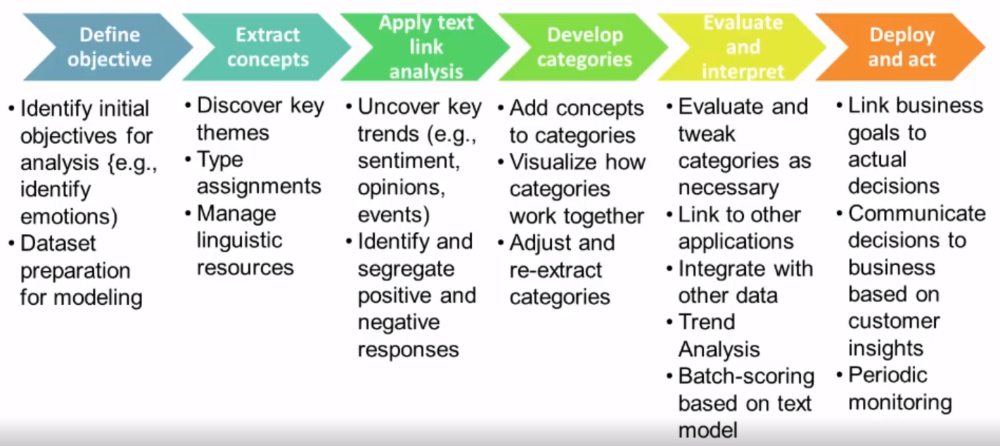 Define
objective
Extract
concepts
Apply text
link
analysis
Develop
categories
Evaluate
and
interpret
Deploy
and act
• Identify initial
objectives for
analysis {e.g.,
identify
emotions)
• Dataset
preparation
for modeling
• Discover key
themes
• Type
assignments
• Manage
linguistic
resources
• Uncover key
trends (e.g.,
sentiment,
opinions,
events)
• Identify and
segregate
positive and
negative
responses
• Add concepts
to categories
• Visualize how
categories
work together
• Adjust and
re-extract
categories
• Evaluate and
tweak
categories as
necessary
• Link to other
applications
• Integrate with
other data
• Trend
Analysis
• Batch-scoring
based on text
model
• Link business
goals to
actual
decisions
• Communicate
decisions to
business
based on
customer
insights
• Periodic
monitoring